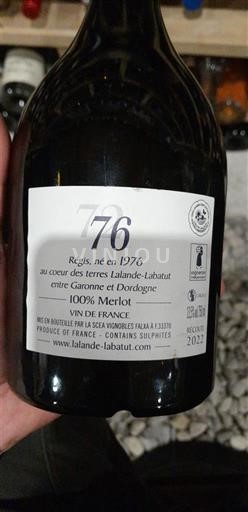 76
Régis, né en 1976
au coeur des terres Lalande-Labatut
entre Garonne et Dordogne
100% Merlot
VIN DE FRANCE
MIS EN BOUTEILLE PAR LA SCEA VIGNOBLES FALXA À F.33370
PRODUCE OF FRANCE - CONTAINS SULPHITES
www.lalande-labatut.com
RÉCOLTE
2022
VINJOU